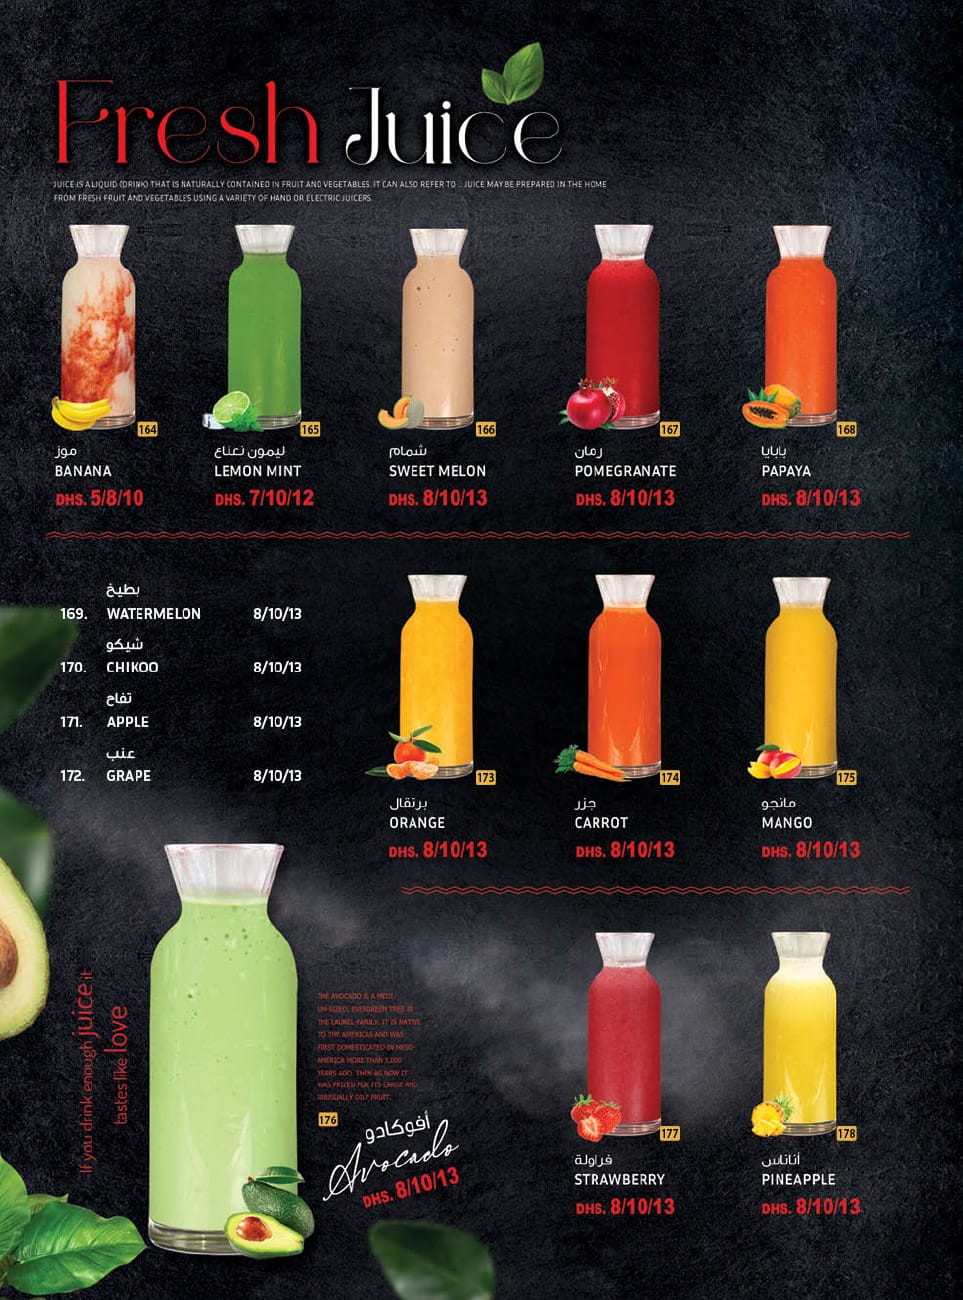 Fresh Juice
JUICE IS A LIQUID (DRINK) THAT IS NATURALLY CONTAINED IN FRUIT AND VEGETABLES. IT CAN ALSO REFER TO ... JUICE MAY BE PREPARED IN THE HOME
FROM FRESH FRUIT AND VEGETABLES USING A VARIETY OF HAND OR ELECTRIC JUICERS.
164
موز
BANANA
DHS. 5/8/10
165
ليمون نعناع
LEMON MINT
DHS. 7/10/12
166
شمام
SWEET MELON
DHS. 8/10/13
167
رمان
POMEGRANATE
DHS. 8/10/13
168
بابايا
PAPAYA
DHS. 8/10/13
بطيخ
169. WATERMELON 8/10/13
شيكو
170. CHIKOO 8/10/13
تفاح
171. APPLE 8/10/13
عنب
172. GRAPE 8/10/13
173
برتقال
ORANGE
DHS. 8/10/13
174
جزر
CARROT
DHS. 8/10/13
175
مانجو
MANGO
DHS. 8/10/13
If you drink enough juice it
tastes like love
THE AVOCADO IS A MEDI-
UM-SIZED, EVERGREEN TREE IN
THE LAUREL FAMILY. IT IS NATIVE
TO THE AMERICAS AND WAS
FIRST DOMESTICATED IN MESO-
AMERICA MORE THAN 5,000
YEARS AGO. THEN AS NOW IT
WAS PRIZED FOR ITS LARGE AND
UNUSUALLY OILY FRUIT.
176
أفوكادو
Avocado
DHS. 8/10/13
177
فراولة
STRAWBERRY
DHS. 8/10/13
178
أناناس
PINEAPPLE
DHS. 8/10/13